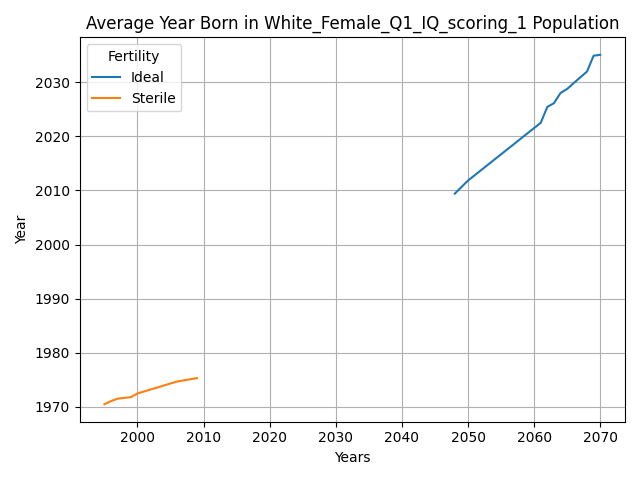 Average Year Born in White_Female_Q1_IQ_scoring_1 Population
Fertility
Ideal
Sterile
Year
2030
2020
2010
2000
1990
1980
1970
2000 2010 2020 2030 2040 2050 2060 2070
Years